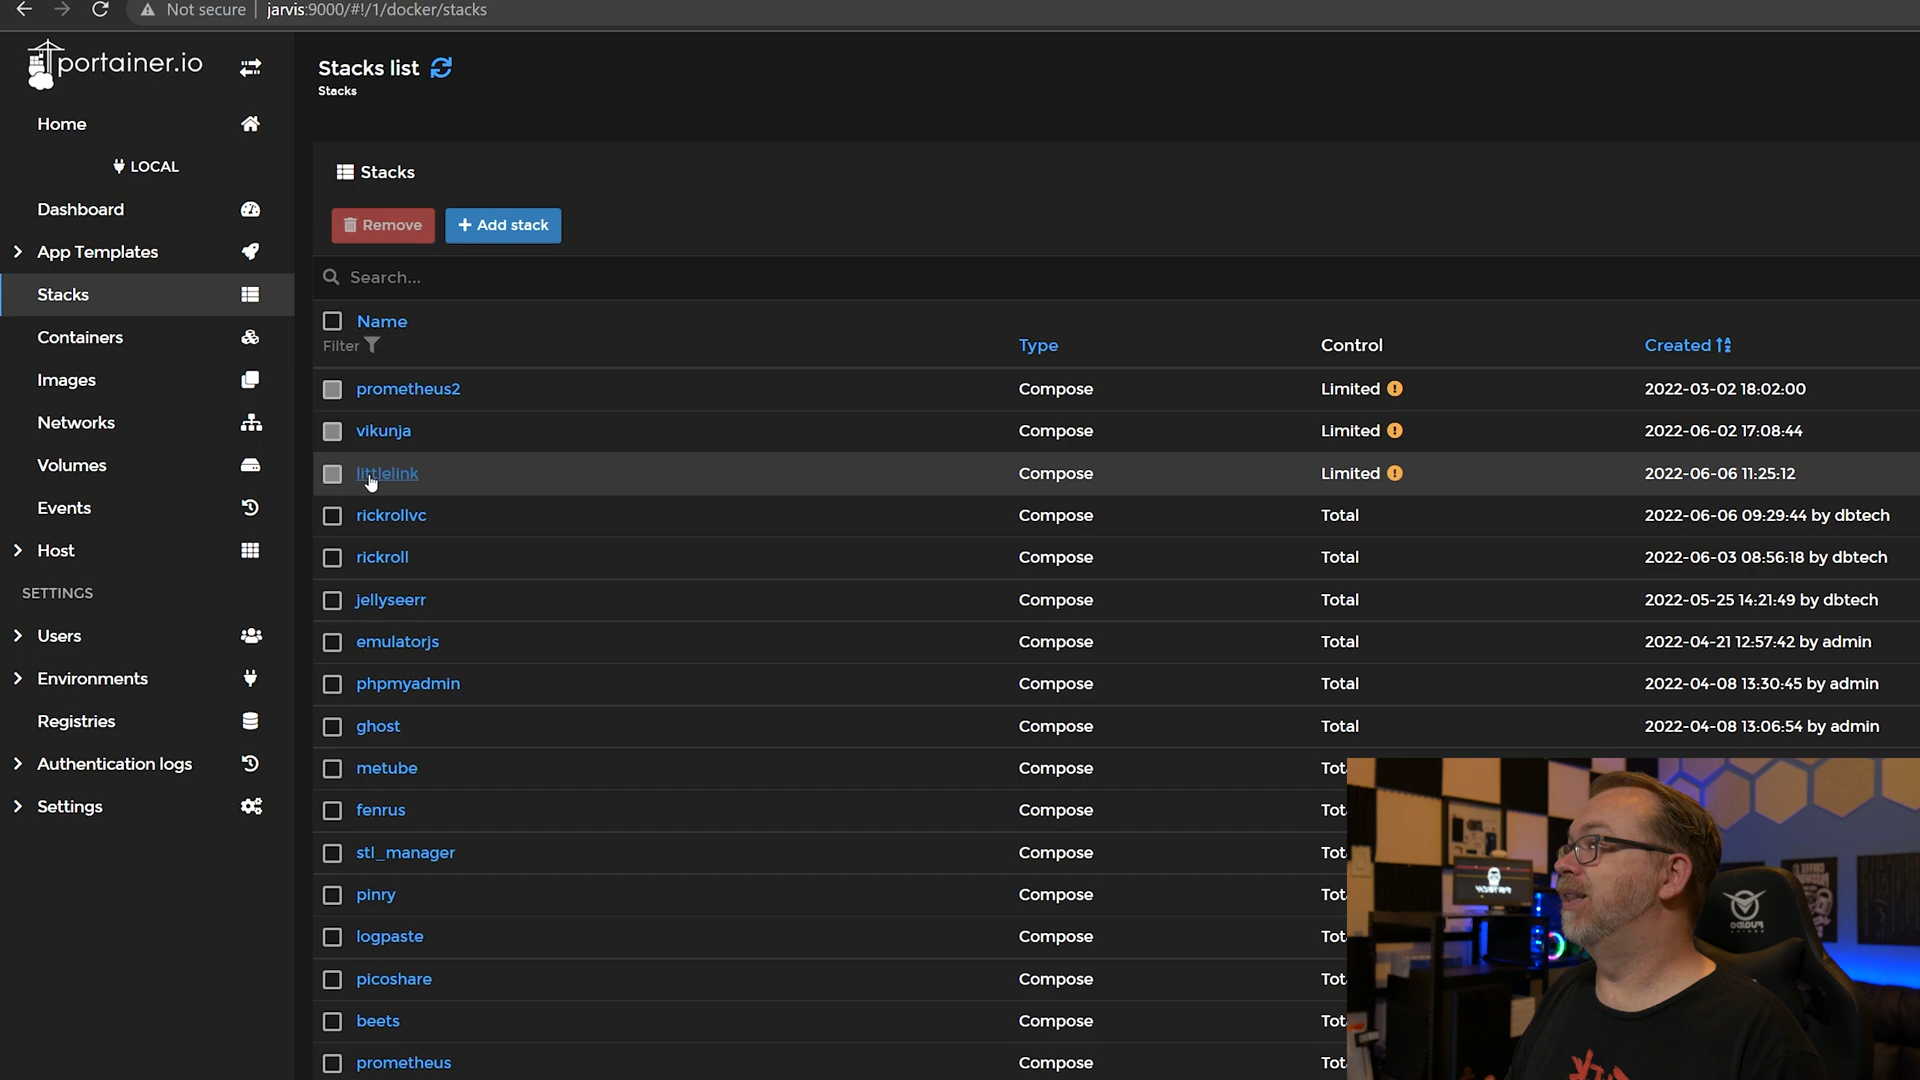 Not secure jarvis:9000/#!/1/docker/stacks
portainer.io
Stacks list
Stacks
Home
LOCAL
Dashboard
App Templates
Stacks
Containers
Images
Networks
Volumes
Events
Host
SETTINGS
Users
Environments
Registries
Authentication logs
Settings
Stacks
Remove Add stack
Search...
Name
Filter
Type Control Created
prometheus2 Compose Limited 2022-03-02 18:02:00
vikunja Compose Limited 2022-06-02 17:08:44
littlelink Compose Limited 2022-06-06 11:25:12
rickrollvc Compose Total 2022-06-06 09:29:44 by dbtech
rickroll Compose Total 2022-06-03 08:56:18 by dbtech
jellyseerr Compose Total 2022-05-25 14:21:49 by dbtech
emulatorjs Compose Total 2022-04-21 12:57:42 by admin
phpmyadmin Compose Total 2022-04-08 13:30:45 by admin
ghost Compose Total 2022-04-08 13:06:54 by admin
metube Compose Tot
fenrus Compose Tot
stl_manager Compose Tot
pinry Compose Tot
logpaste Compose Tot
picoshare Compose Tot
beets Compose Tot
prometheus Compose Tot